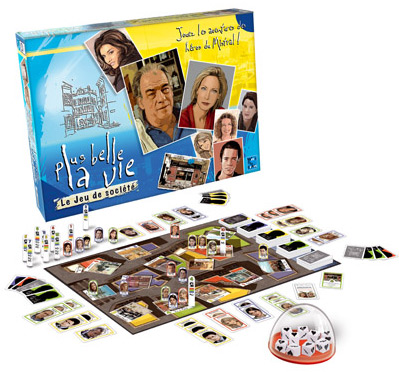 Jouez les aventures des
héros du Mistral !
plus belle
la vie
Le Jeu de société